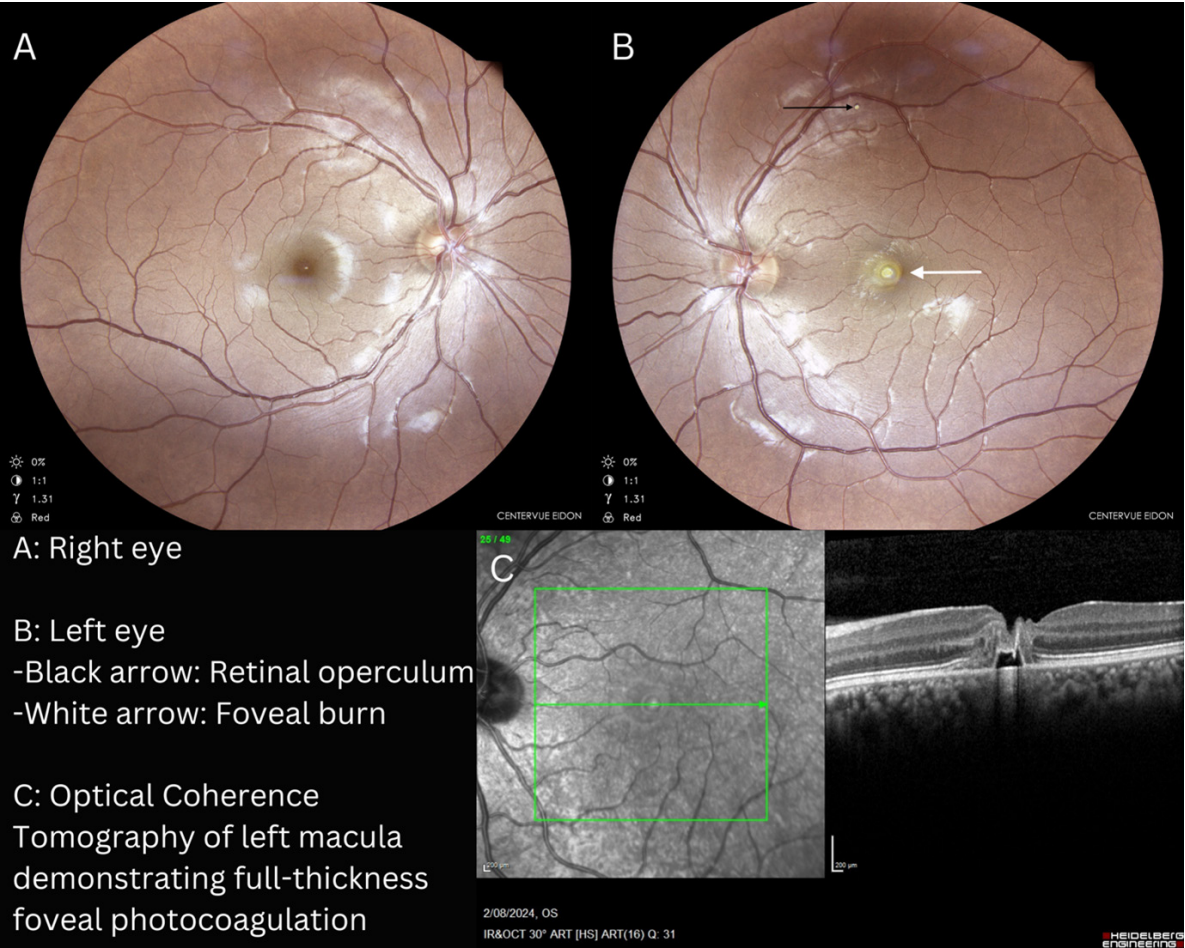 A
B
0%
1:1
1.31
Red
CENTERVUE EIDON
0%
1:1
1.31
Red
CENTERVUE EIDON
A: Right eye
B: Left eye
-Black arrow: Retinal operculum
-White arrow: Foveal burn
C: Optical Coherence
Tomography of left macula
demonstrating full-thickness
foveal photocoagulation
25 / 49
C
200 µm
200 µm
2/08/2024, OS
IR&OCT 30° ART [HS] ART(16) Q: 31
HEIDELBERG
ENGINEERING